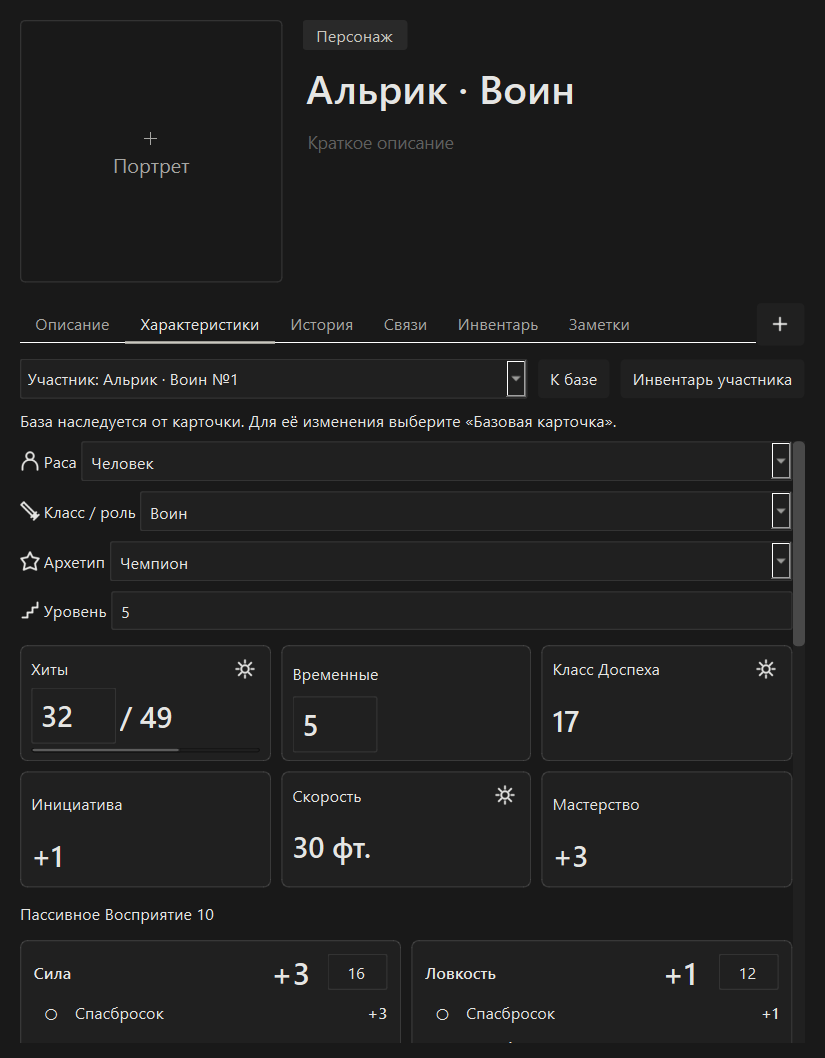 Персонаж
Альрик · Воин
Краткое описание
+
Портрет
Описание Характеристики История Связи Инвентарь Заметки +
Участник: Альрик · Воин №1 К базе Инвентарь участника
База наследуется от карточки. Для её изменения выберите «Базовая карточка».
Раса Человек
Класс / роль Воин
Архетип Чемпион
Уровень 5
Хиты Временные Класс Доспеха
32 / 49 5 17
Инициатива Скорость Мастерство
+1 30 фт. +3
Пассивное Восприятие 10
Сила +3 16 Ловкость +1 12
Спасбросок +3 Спасбросок +1